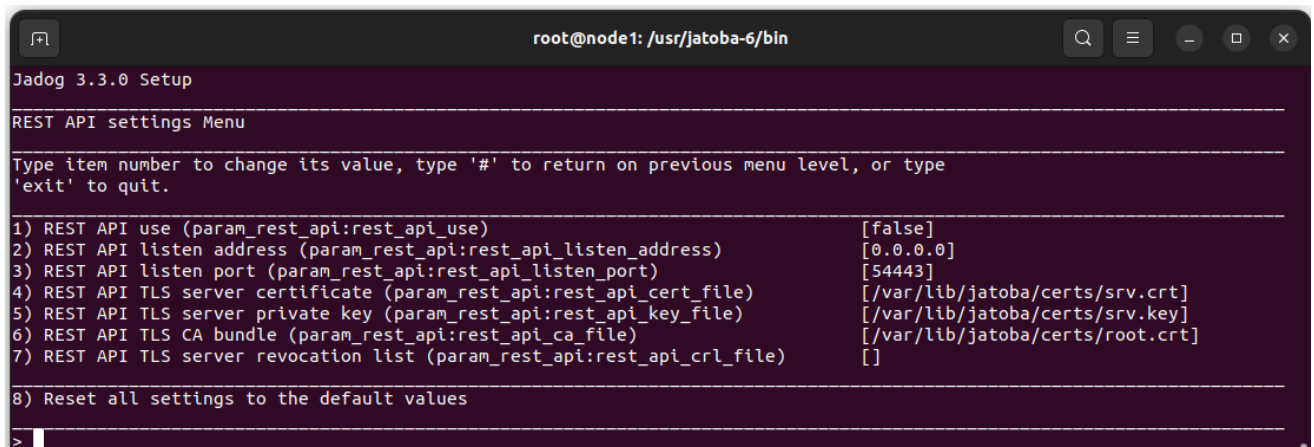 root@node1: /usr/jatoba-6/bin
Jadog 3.3.0 Setup
REST API settings Menu
Type item number to change its value, type '#' to return on previous menu level, or type
'exit' to quit.
1) REST API use (param_rest_api:rest_api_use) [false]
2) REST API listen address (param_rest_api:rest_api_listen_address) [0.0.0.0]
3) REST API listen port (param_rest_api:rest_api_listen_port) [54443]
4) REST API TLS server certificate (param_rest_api:rest_api_cert_file) [/var/lib/jatoba/certs/srv.crt]
5) REST API TLS server private key (param_rest_api:rest_api_key_file) [/var/lib/jatoba/certs/srv.key]
6) REST API TLS CA bundle (param_rest_api:rest_api_ca_file) [/var/lib/jatoba/certs/root.crt]
7) REST API TLS server revocation list (param_rest_api:rest_api_crl_file) []
8) Reset all settings to the default values
>